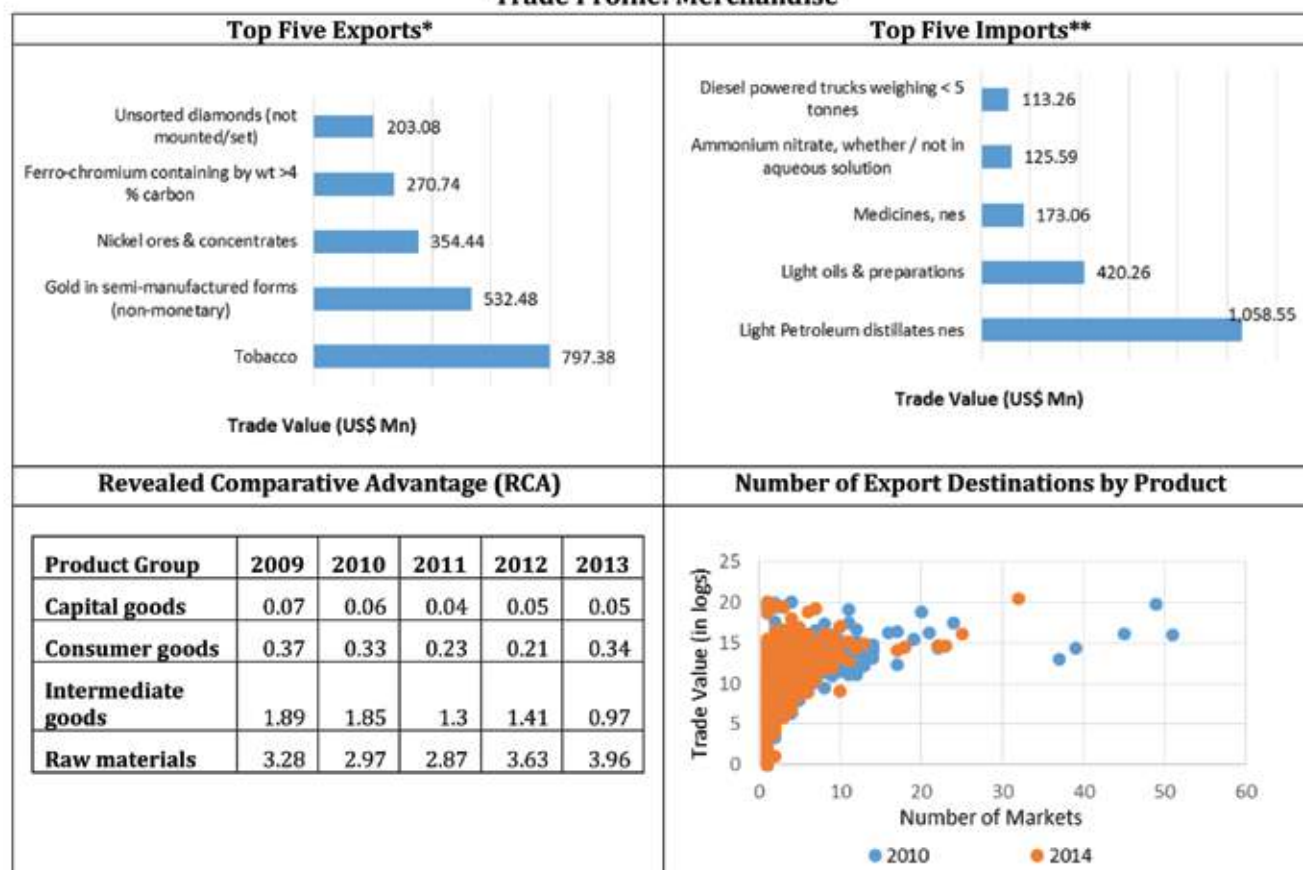 Trade Profile: Merchandise
Top Five Exports*
Unsorted diamonds (not
mounted/set)
203.08
Ferro-chromium containing by wt >4
% carbon
270.74
Nickel ores & concentrates
354.44
Gold in semi-manufactured forms
(non-monetary)
532.48
Tobacco
797.38
Trade Value (US$ Mn)
Top Five Imports**
Diesel powered trucks weighing < 5
tonnes
113.26
Ammonium nitrate, whether / not in
aqueous solution
125.59
Medicines, nes
173.06
Light oils & preparations
420.26
Light Petroleum distillates nes
1,058.55
Trade Value (US$ Mn)
Revealed Comparative Advantage (RCA)
Product Group 2009 2010 2011 2012 2013
Capital goods 0.07 0.06 0.04 0.05 0.05
Consumer goods 0.37 0.33 0.23 0.21 0.34
Intermediate
goods 1.89 1.85 1.3 1.41 0.97
Raw materials 3.28 2.97 2.87 3.63 3.96
Number of Export Destinations by Product
Trade Value (in logs)
25
20
15
10
5
0
0 10 20 30 40 50 60
Number of Markets
2010 2014